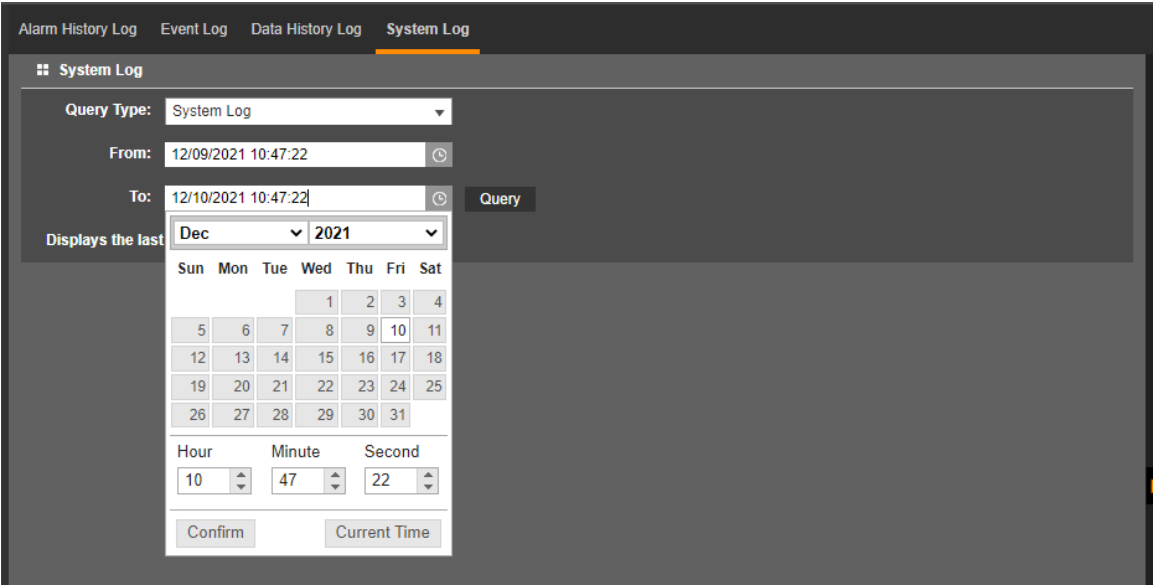 Alarm History Log Event Log Data History Log System Log
System Log
Query Type: System Log
From: 12/09/2021 10:47:22
To: 12/10/2021 10:47:22 Query
Displays the last
Dec 2021
Sun Mon Tue Wed Thu Fri Sat
1 2 3 4
5 6 7 8 9 10 11
12 13 14 15 16 17 18
19 20 21 22 23 24 25
26 27 28 29 30 31
Hour Minute Second
10 47 22
Confirm Current Time